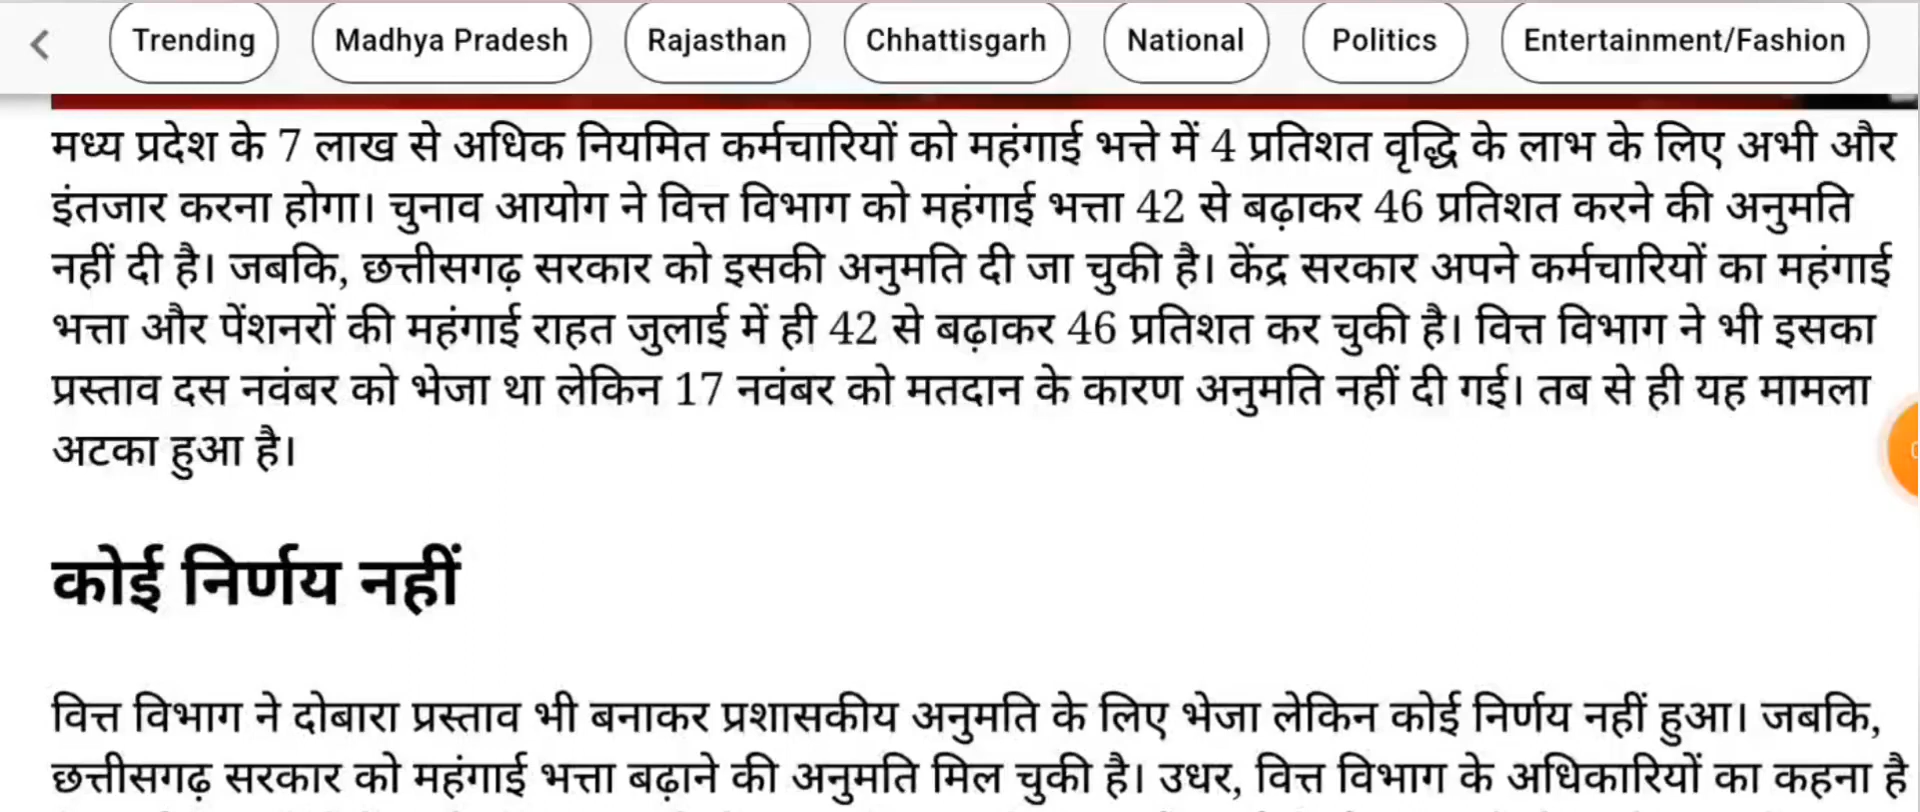 Trending Madhya Pradesh Rajasthan Chhattisgarh National Politics Entertainment/Fashion
मध्य प्रदेश के 7 लाख से अधिक नियमित कर्मचारियों को महंगाई भत्ते में 4 प्रतिशत वृद्धि के लाभ के लिए अभी और
इंतजार करना होगा। चुनाव आयोग ने वित्त विभाग को महंगाई भत्ता 42 से बढ़ाकर 46 प्रतिशत करने की अनुमति
नहीं दी है। जबकि, छत्तीसगढ़ सरकार को इसकी अनुमति दी जा चुकी है। केंद्र सरकार अपने कर्मचारियों का महंगाई
भत्ता और पेंशनरों की महंगाई राहत जुलाई में ही 42 से बढ़ाकर 46 प्रतिशत कर चुकी है। वित्त विभाग ने भी इसका
प्रस्ताव दस नवंबर को भेजा था लेकिन 17 नवंबर को मतदान के कारण अनुमति नहीं दी गई। तब से ही यह मामला
अटका हुआ है।
कोई निर्णय नहीं
वित्त विभाग ने दोबारा प्रस्ताव भी बनाकर प्रशासकीय अनुमति के लिए भेजा लेकिन कोई निर्णय नहीं हुआ। जबकि,
छत्तीसगढ़ सरकार को महंगाई भत्ता बढ़ाने की अनुमति मिल चुकी है। उधर, वित्त विभाग के अधिकारियों का कहना है